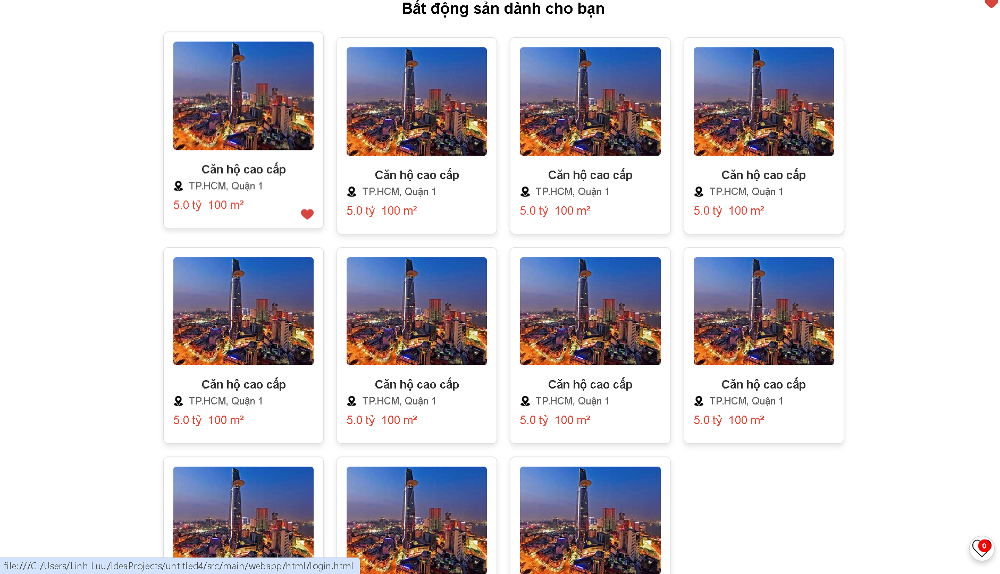 Bất động sản dành cho bạn
Căn hộ cao cấp
TP.HCM, Quận 1
5.0 tỷ 100 m²
Căn hộ cao cấp
TP.HCM, Quận 1
5.0 tỷ 100 m²
Căn hộ cao cấp
TP.HCM, Quận 1
5.0 tỷ 100 m²
Căn hộ cao cấp
TP.HCM, Quận 1
5.0 tỷ 100 m²
Căn hộ cao cấp
TP.HCM, Quận 1
5.0 tỷ 100 m²
Căn hộ cao cấp
TP.HCM, Quận 1
5.0 tỷ 100 m²
Căn hộ cao cấp
TP.HCM, Quận 1
5.0 tỷ 100 m²
Căn hộ cao cấp
TP.HCM, Quận 1
5.0 tỷ 100 m²
0
file:///C:/Users/Linh Luu/IdeaProjects/untitled4/src/main/webapp/html/login.html